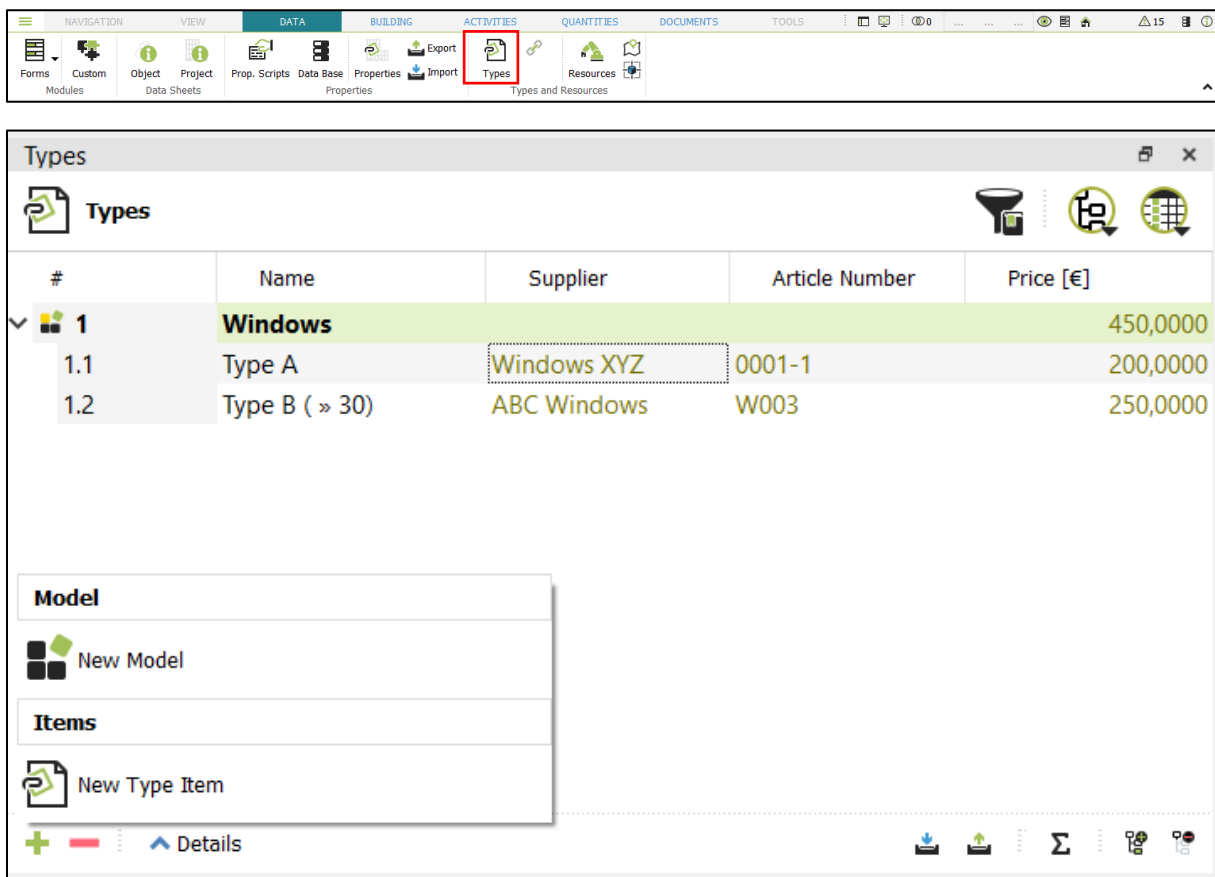 NAVIGATION VIEW DATA BUILDING ACTIVITIES QUANTITIES DOCUMENTS TOOLS 0 ... ... ... 15
Export
Forms Custom Object Project Prop. Scripts Data Base Properties Import Types Resources
Modules Data Sheets Properties Types and Resources
Types
Types
# Name Supplier Article Number Price [€]
1 Windows 450,0000
1.1 Type A Windows XYZ 0001-1 200,0000
1.2 Type B ( » 30) ABC Windows W003 250,0000
Model
New Model
Items
New Type Item
Details Σ